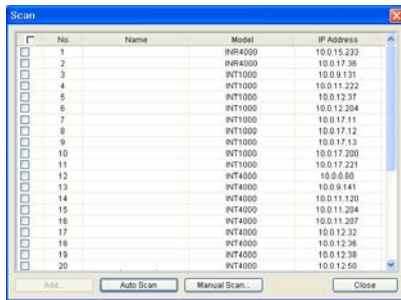 Scan
No. Name Model IP Address
1 INR4000 10.0.15.233
2 INR4000 10.0.17.36
3 INT1000 10.0.9.131
4 INT1000 10.0.11.222
5 INT1000 10.0.12.37
6 INT1000 10.0.12.204
7 INT1000 10.0.17.11
8 INT1000 10.0.17.12
9 INT1000 10.0.17.13
10 INT1000 10.0.17.200
11 INT1000 10.0.17.221
12 INT4000 10.0.0.80
13 INT4000 10.0.9.141
14 INT4000 10.0.11.120
15 INT4000 10.0.11.204
16 INT4000 10.0.11.207
17 INT4000 10.0.12.32
18 INT4000 10.0.12.36
19 INT4000 10.0.12.38
20 INT4000 10.0.12.50
Add... Auto Scan Manual Scan... Close